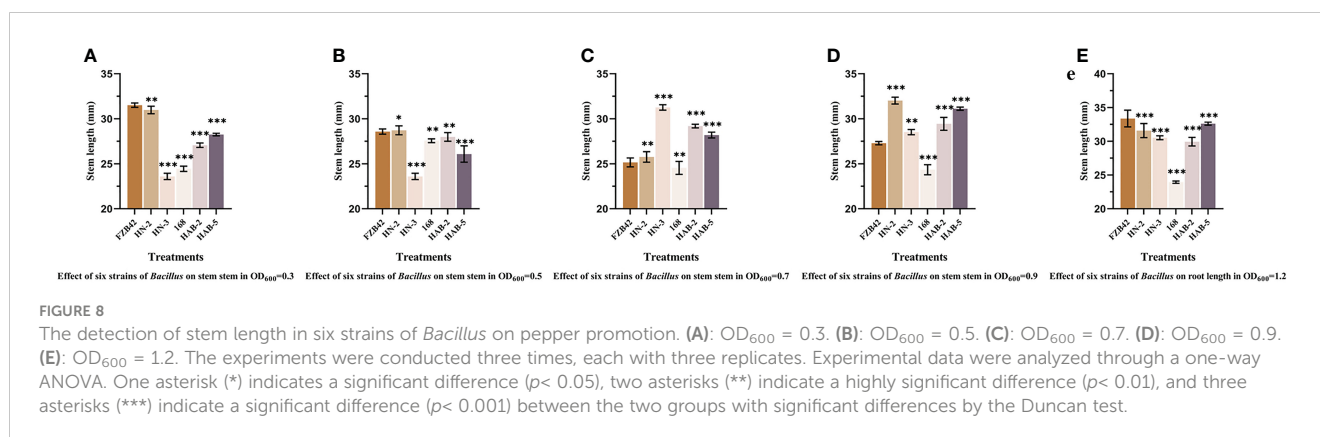 A
Stem length (mm)
35
30
25
20
**
***
***
***
***
FZB42
HN-2
HN-3
168
HAB-2
HAB-5
Treatments
Effect of six strains of Bacillus on stem stem in OD600=0.3
B
Stem length (mm)
35
30
25
20
*
***
**
**
***
FZB42
HN-2
HN-3
168
HAB-2
HAB-5
Treatments
Effect of six strains of Bacillus on stem stem in OD600=0.5
C
Stem length (mm)
35
30
25
20
**
***
**
***
***
FZB42
HN-2
HN-3
168
HAB-2
HAB-5
Treatments
Effect of six strains of Bacillus on stem stem in OD600=0.7
D
Stem length (mm)
35
30
25
20
***
**
***
***
***
FZB42
HN-2
HN-3
168
HAB-2
HAB-5
Treatments
Effect of six strains of Bacillus on stem stem in OD600=0.9
E
e
Stem length (mm)
40
35
30
25
20
***
***
***
***
***
FZB42
HN-2
HN-3
168
HAB-2
HAB-5
Treatments
Effect of six strains of Bacillus on root length in OD600=1.2
FIGURE 8
The detection of stem length in six strains of Bacillus on pepper promotion. (A): OD600 = 0.3. (B): OD600 = 0.5. (C): OD600 = 0.7. (D): OD600 = 0.9.
(E): OD600 = 1.2. The experiments were conducted three times, each with three replicates. Experimental data were analyzed through a one-way
ANOVA. One asterisk (*) indicates a significant difference (p< 0.05), two asterisks (**) indicate a highly significant difference (p< 0.01), and three
asterisks (***) indicate a significant difference (p< 0.001) between the two groups with significant differences by the Duncan test.